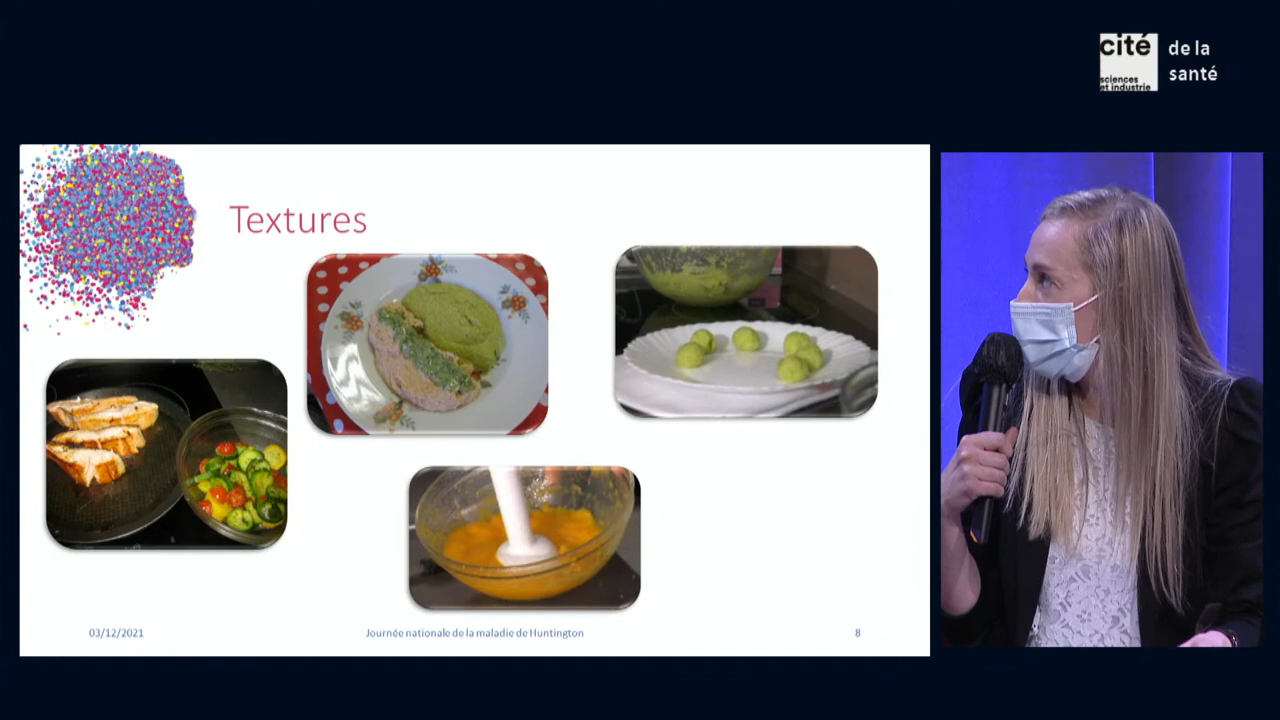 cité
sciences
et industrie
de la
santé
Textures
03/12/2021
Journée nationale de la maladie de Huntington
8